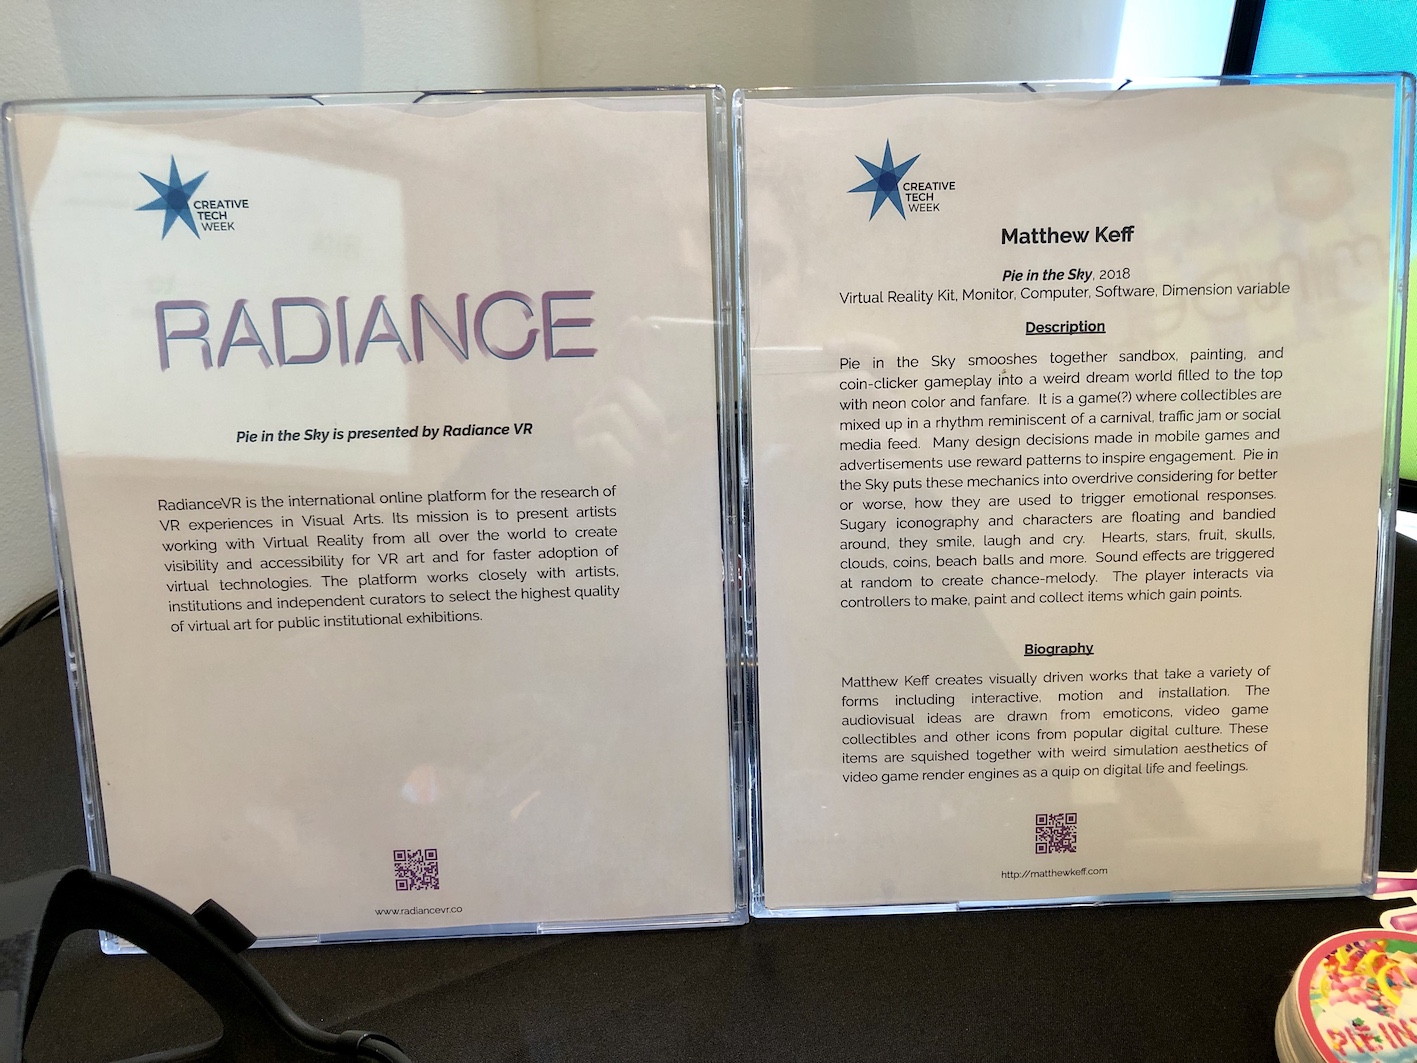 CREATIVE
TECH
WEEK
RADIANCE
Pie in the Sky is presented by Radiance VR
RadianceVR is the international online platform for the research of
VR experiences in Visual Arts. Its mission is to present artists
working with Virtual Reality from all over the world to create
visibility and accessibility for VR art and for faster adoption of
virtual technologies. The platform works closely with artists,
institutions and independent curators to select the highest quality
of virtual art for public institutional exhibitions.
www.radiancevr.co
CREATIVE
TECH
WEEK
Matthew Keff
Pie in the Sky, 2018
Virtual Reality Kit, Monitor, Computer, Software, Dimension variable
Description
Pie in the Sky smooshes together sandbox, painting, and
coin-clicker gameplay into a weird dream world filled to the top
with neon color and fanfare. It is a game(?) where collectibles are
mixed up in a rhythm reminiscent of a carnival, traffic jam or social
media feed. Many design decisions made in mobile games and
advertisements use reward patterns to inspire engagement. Pie in
the Sky puts these mechanics into overdrive considering for better
or worse, how they are used to trigger emotional responses.
Sugary iconography and characters are floating and bandied
around, they smile, laugh and cry. Hearts, stars, fruit, skulls,
clouds, coins, beach balls and more. Sound effects are triggered
at random to create chance-melody. The player interacts via
controllers to make, paint and collect items which gain points.
Biography
Matthew Keff creates visually driven works that take a variety of
forms including interactive, motion and installation. The
audiovisual ideas are drawn from emoticons, video game
collectibles and other icons from popular digital culture. These
items are squished together with weird simulation aesthetics of
video game render engines as a quip on digital life and feelings.
http://matthewkeff.com
PIE IN